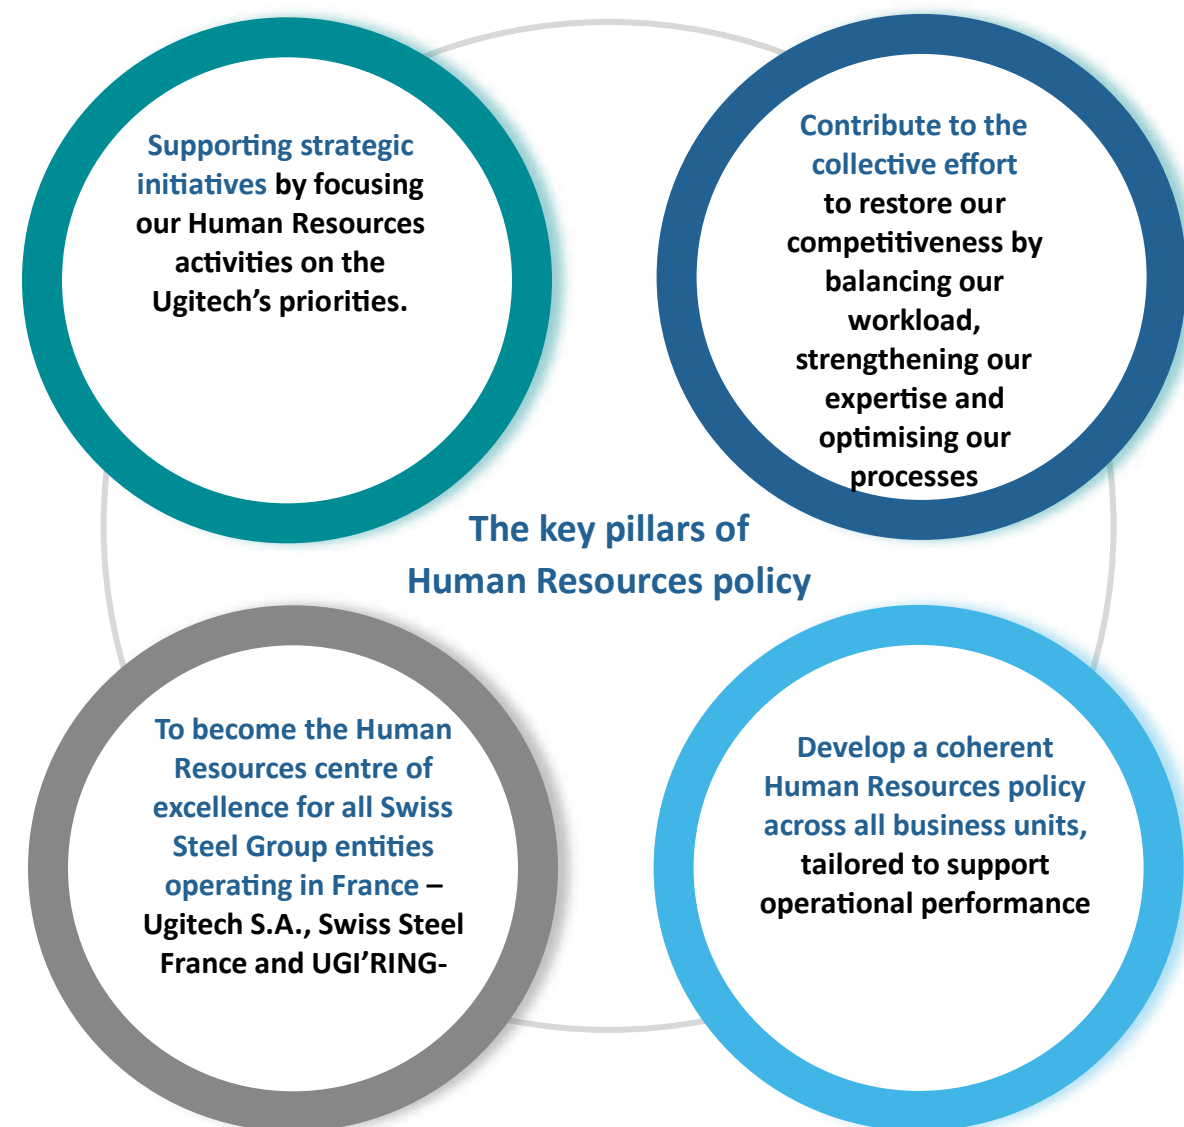 Supporting strategic
initiatives by focusing
our Human Resources
activities on the
Ugitech’s priorities.
Contribute to the
collective effort
to restore our
competitiveness by
balancing our
workload,
strengthening our
expertise and
optimising our
processes
The key pillars of
Human Resources policy
To become the Human
Resources centre of
excellence for all Swiss
Steel Group entities
operating in France –
Ugitech S.A., Swiss Steel
France and UGI’RING-
Develop a coherent
Human Resources policy
across all business units,
tailored to support
operational performance